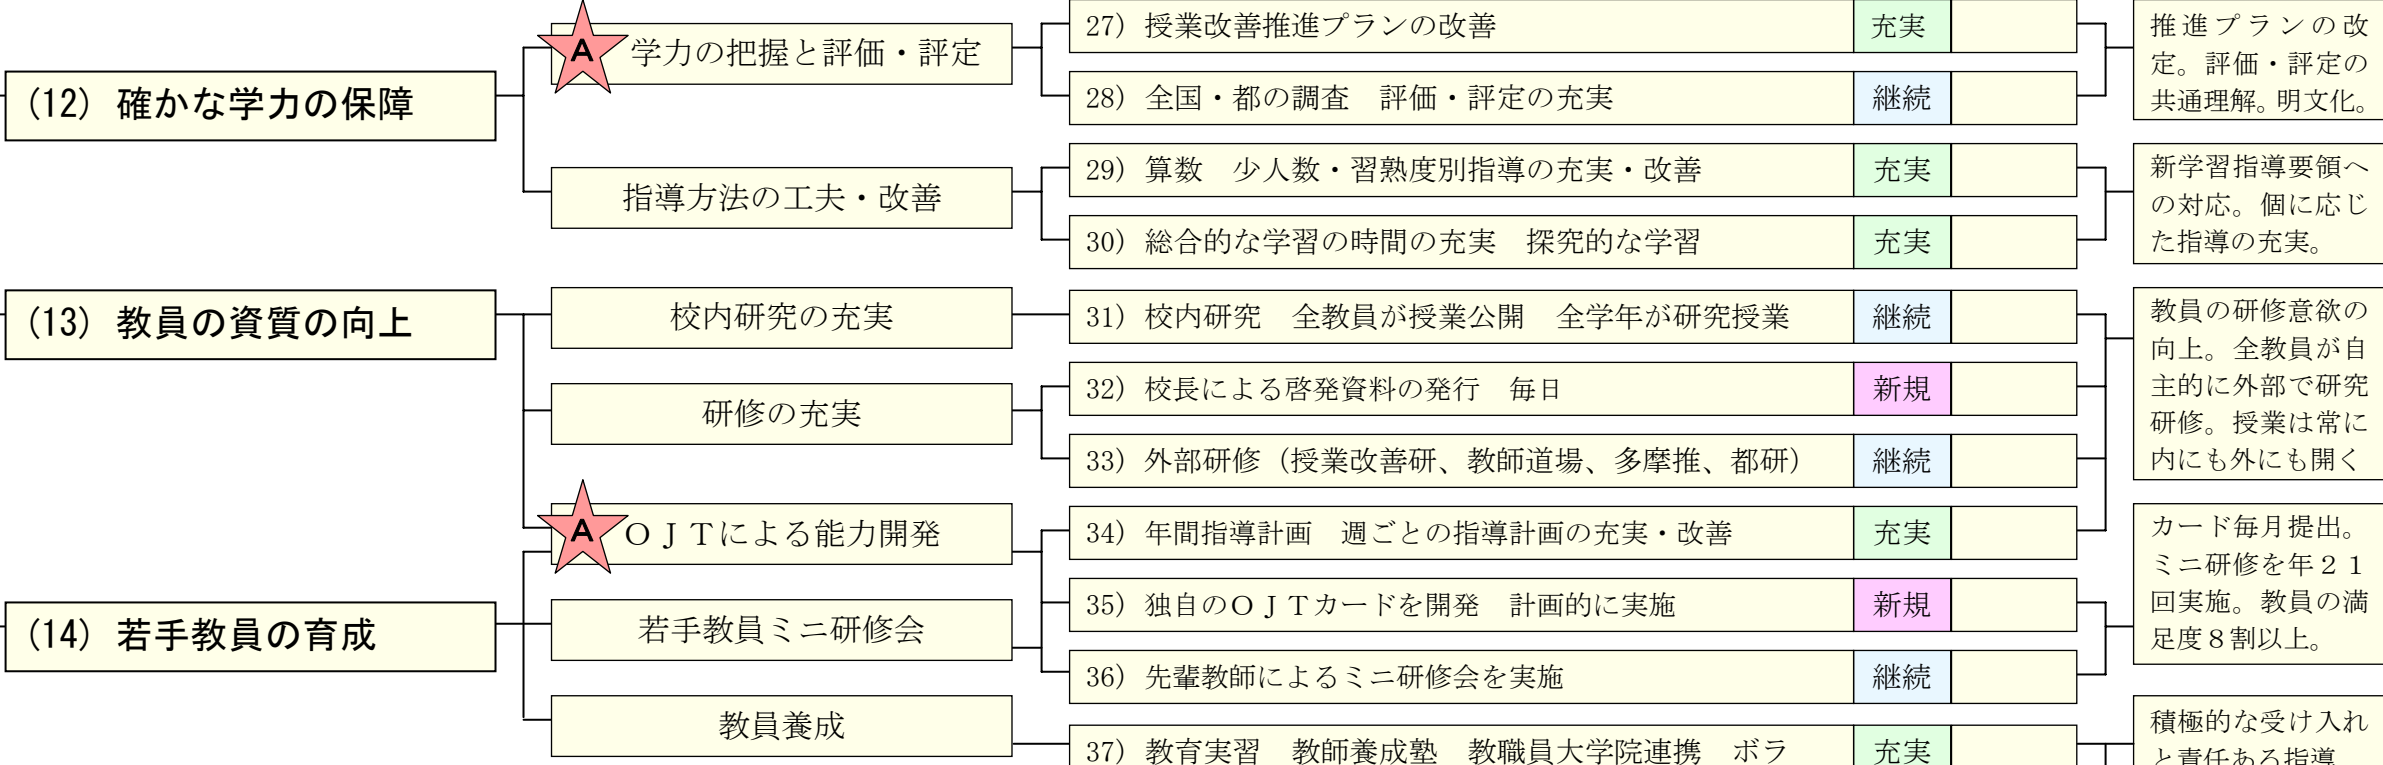 (12) 確かな学力の保障
A
学力の把握と評価・評定
27) 授業改善推進プランの改善
充実
28) 全国・都の調査　評価・評定の充実
継続
推進プランの改
定。評価・評定の
共通理解。明文化。
指導方法の工夫・改善
29) 算数　少人数・習熟度別指導の充実・改善
充実
30) 総合的な学習の時間の充実　探究的な学習
充実
新学習指導要領へ
の対応。個に応じ
た指導の充実。
(13) 教員の資質の向上
校内研究の充実
31) 校内研究　全教員が授業公開　全学年が研究授業
継続
研修の充実
32) 校長による啓発資料の発行　毎日
新規
33) 外部研修（授業改善研、教師道場、多摩推、都研）
継続
教員の研修意欲の
向上。全教員が自
主的に外部で研究
研修。授業は常に
内にも外にも開く
A
ＯＪＴによる能力開発
34) 年間指導計画　週ごとの指導計画の充実・改善
充実
(14) 若手教員の育成
若手教員ミニ研修会
35) 独自のＯＪＴカードを開発　計画的に実施
新規
36) 先輩教師によるミニ研修会を実施
継続
カード毎月提出。
ミニ研修を年２１
回実施。教員の満
足度８割以上。
教員養成
37) 教育実習　教師養成塾　教職員大学院連携　ボラ
充実
積極的な受け入れ
と責任ある指導